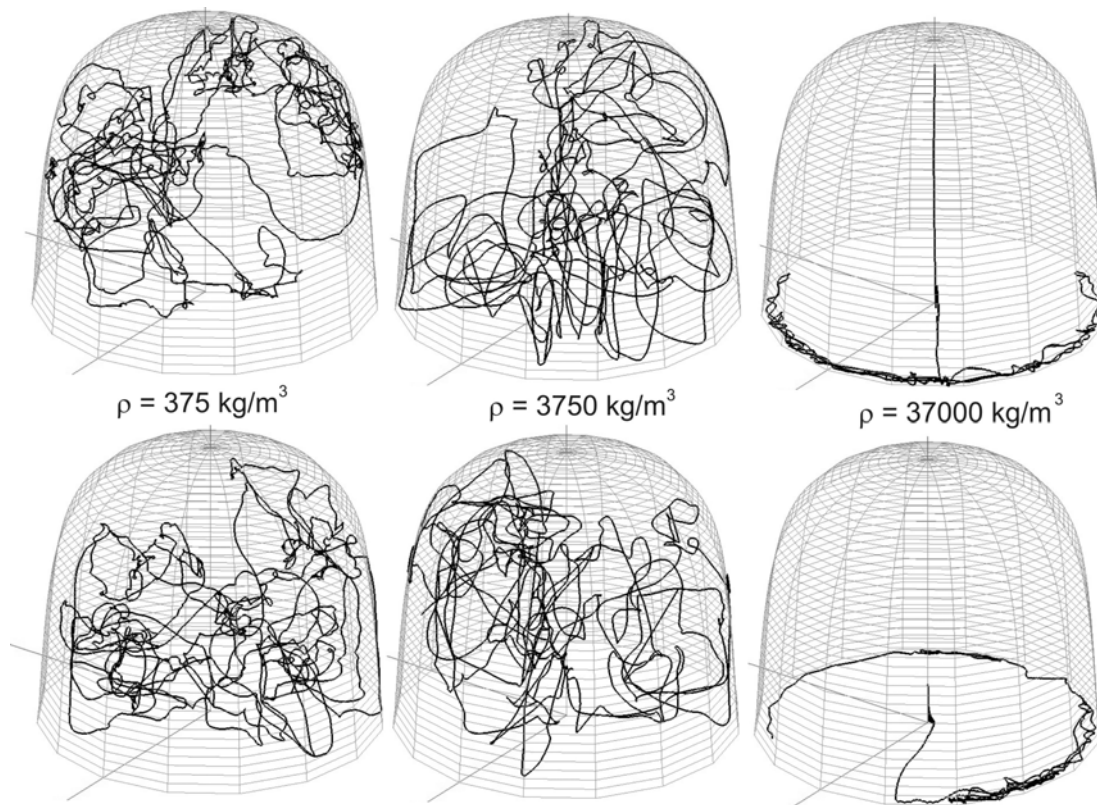 ρ = 375 kg/m³ ρ = 3750 kg/m³ ρ = 37000 kg/m³